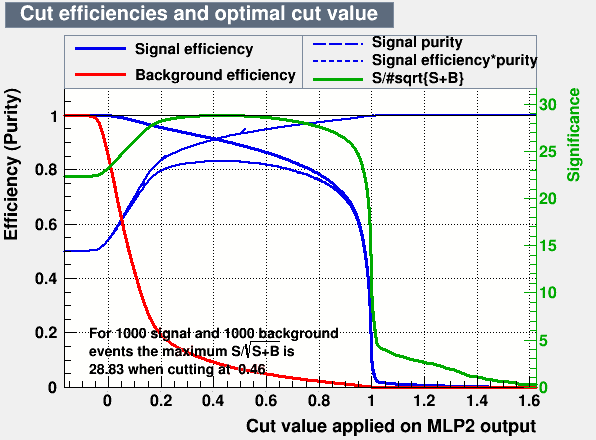 Cut efficiencies and optimal cut value
Signal efficiency
Background efficiency
Signal purity
Signal efficiency*purity
S/#sqrt{S+B}
Efficiency (Purity)
1
0.8
0.6
0.4
0.2
0
30
25
20
15
10
5
0
Significance
For 1000 signal and 1000 background
events the maximum S/√S+B is
28.83 when cutting at 0.46
0 0.2 0.4 0.6 0.8 1 1.2 1.4 1.6
Cut value applied on MLP2 output